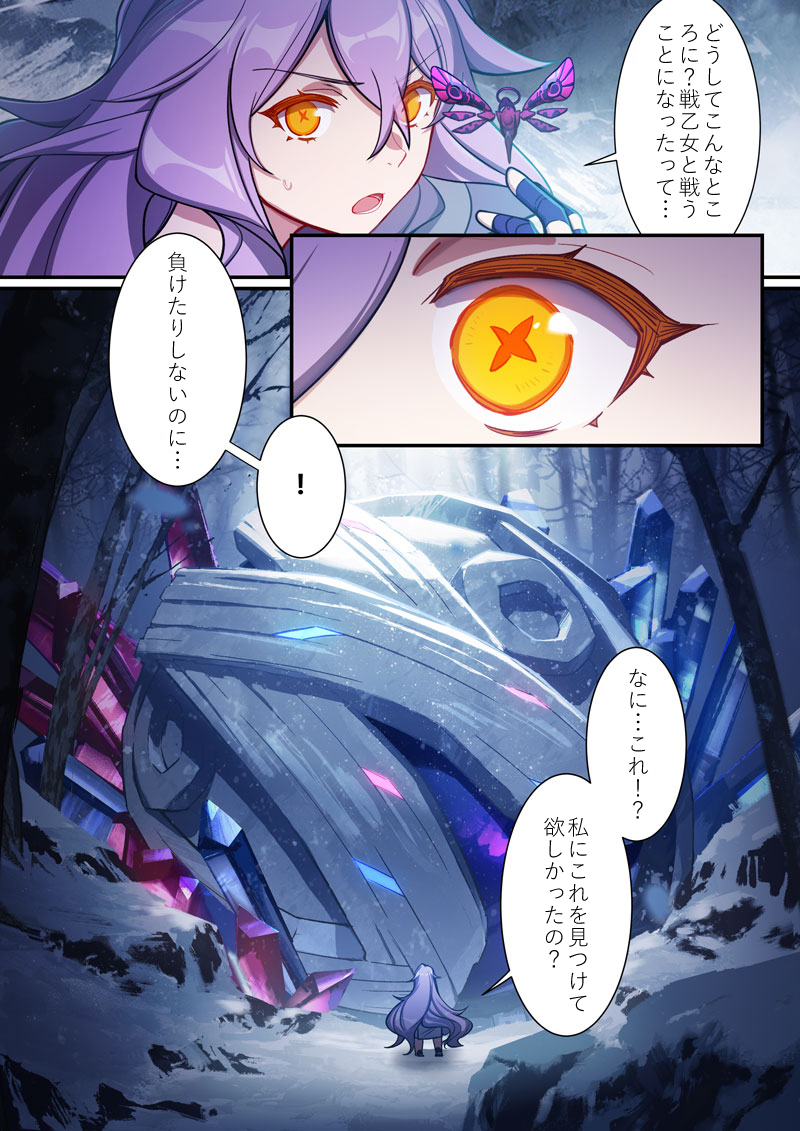 どうしてこんなとこ
ろに？戦乙女と戦う
ことになったって…
負けたりしないのに…
！
なに…これ！？
私にこれを見つけて
欲しかったの？